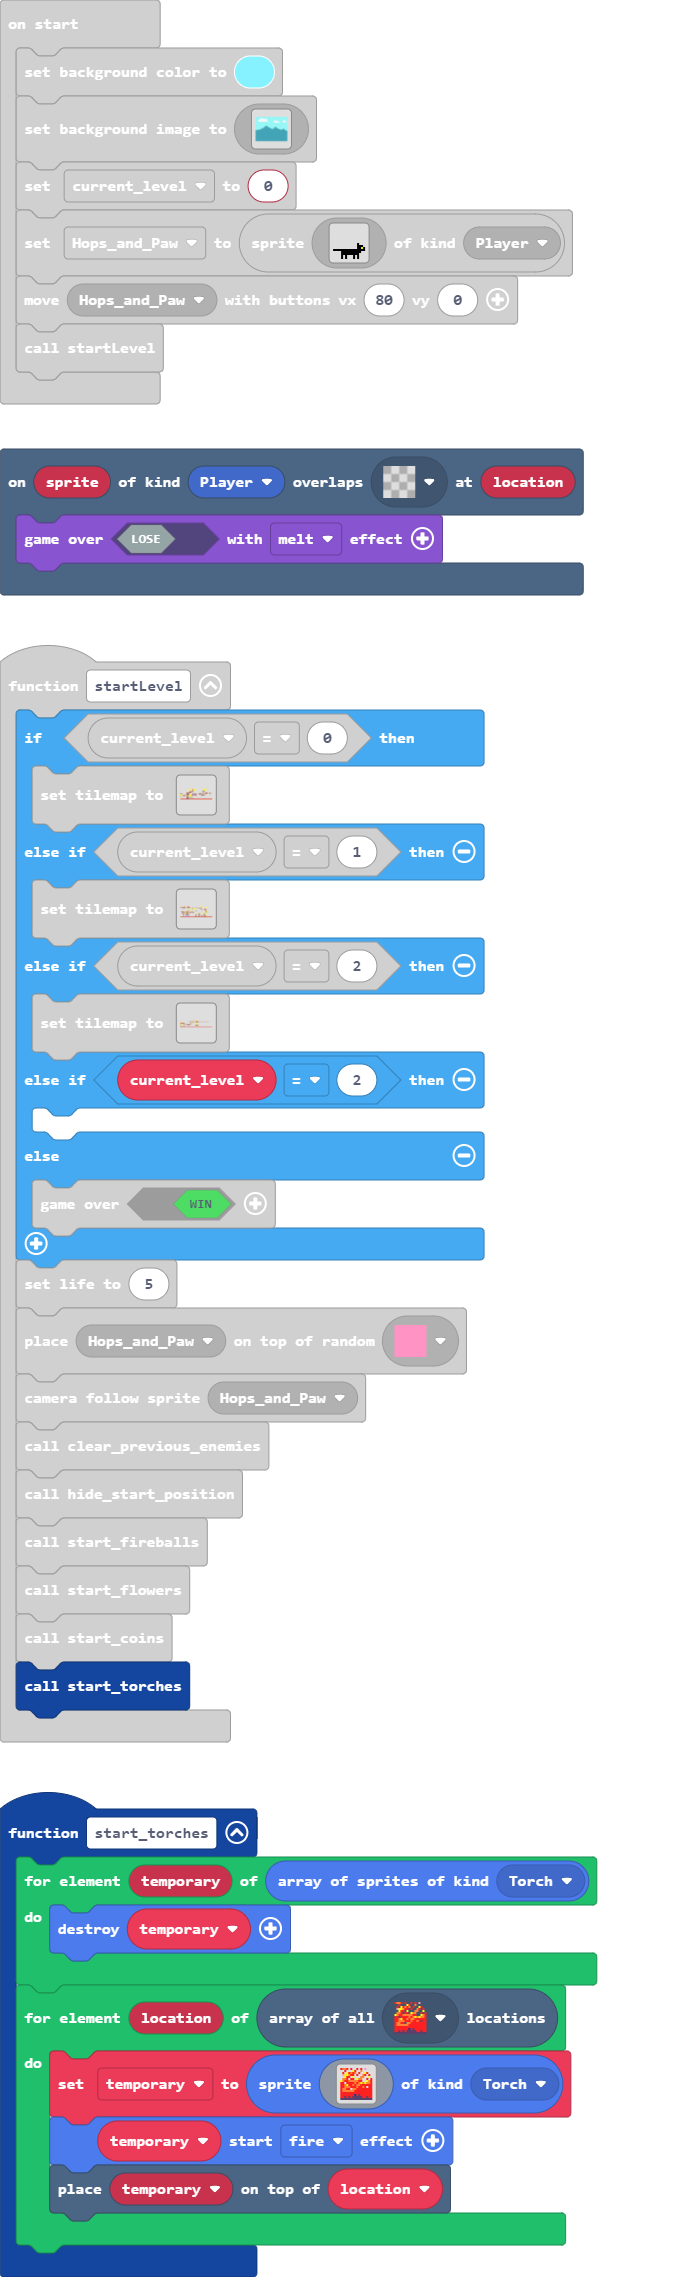 on start
set background color to
set background image to
set current_level to 0
set Hops_and_Paw to sprite of kind Player
move Hops_and_Paw with buttons vx 80 vy 0
call startLevel
on sprite of kind Player overlaps at location
game over LOSE with melt effect
function startLevel
if current_level = 0 then
set tilemap to
else if current_level = 1 then
set tilemap to
else if current_level = 2 then
set tilemap to
else if current_level = 2 then
else
game over WIN
set life to 5
place Hops_and_Paw on top of random
camera follow sprite Hops_and_Paw
call clear_previous_enemies
call hide_start_position
call start_fireballs
call start_flowers
call start_coins
call start_torches
function start_torches
for element temporary of array of sprites of kind Torch
do
destroy temporary
for element location of array of all locations
do
set temporary to sprite of kind Torch
temporary start fire effect
place temporary on top of location